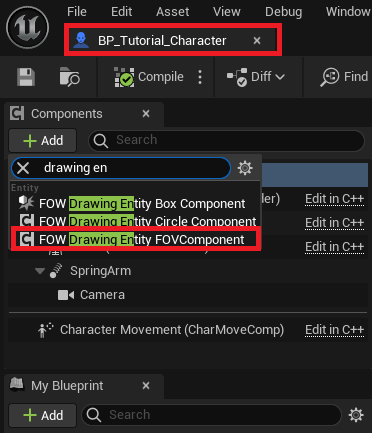 File Edit Asset View Debug Window
BP_Tutorial_Character
Compile Diff Find
Components
Add Search
drawing en
Entity
FOW Drawing Entity Box Component
der) Edit in C++
FOW Drawing Entity Circle Component
Edit in C++
FOW Drawing Entity FOVComponent
Edit in C++
SpringArm
Camera
Character Movement (CharMoveComp) Edit in C++
My Blueprint
Add Search